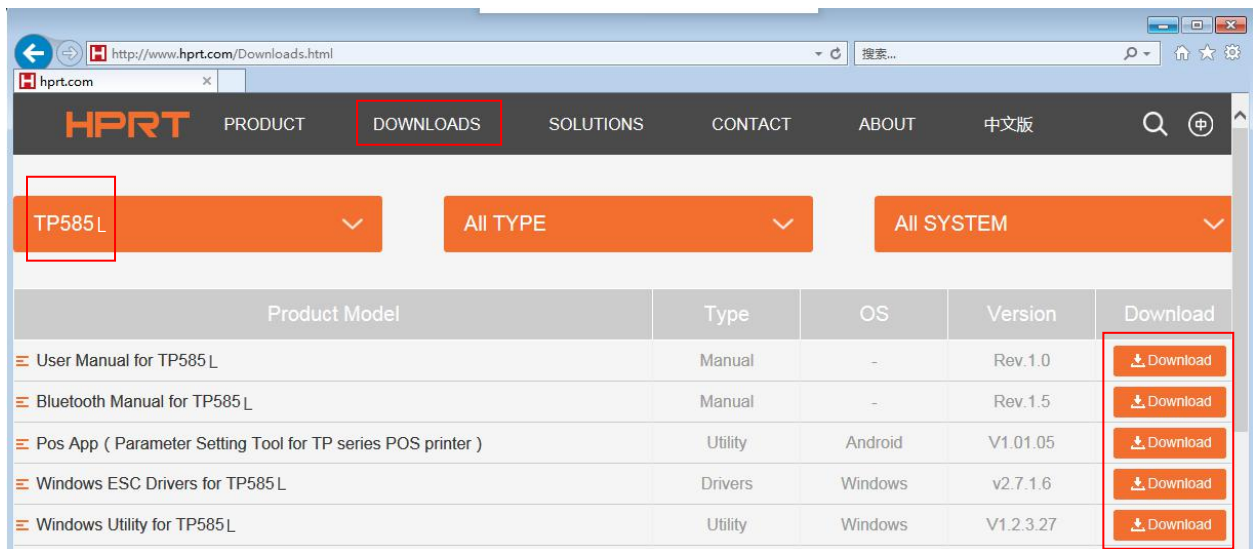 http://www.hprt.com/Downloads.html 搜索...
hprt.com
HPRT PRODUCT DOWNLOADS SOLUTIONS CONTACT ABOUT 中文版 中
TP585L All TYPE All SYSTEM
Product Model Type OS Version Download
User Manual for TP585L Manual - Rev.1.0 Download
Bluetooth Manual for TP585L Manual - Rev.1.5 Download
Pos App ( Parameter Setting Tool for TP series POS printer ) Utility Android V1.01.05 Download
Windows ESC Drivers for TP585L Drivers Windows v2.7.1.6 Download
Windows Utility for TP585L Utility Windows V1.2.3.27 Download